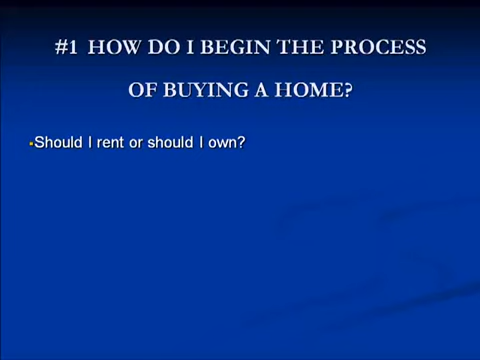 #1 HOW DO I BEGIN THE PROCESS
OF BUYING A HOME?
▪Should I rent or should I own?